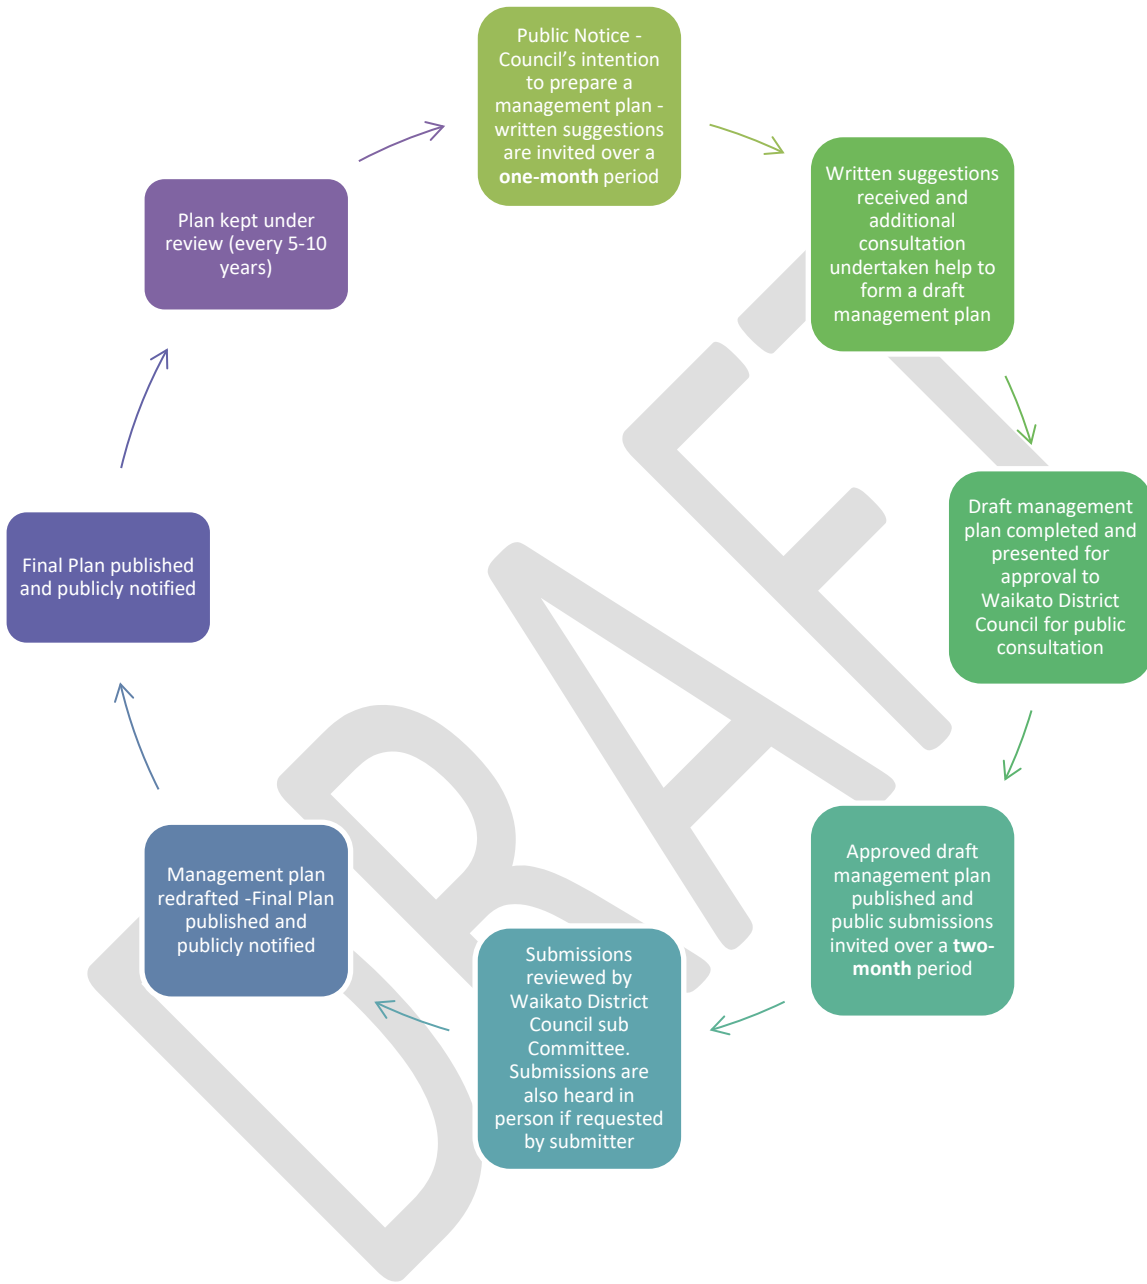 Public Notice -
Council’s intention
to prepare a
management plan -
written suggestions
are invited over a
one-month period
Written suggestions
received and
additional
consultation
undertaken help to
form a draft
management plan
Draft management
plan completed and
presented for
approval to
Waikato District
Council for public
consultation
Approved draft
management plan
published and
public submissions
invited over a two-
month period
Submissions
reviewed by
Waikato District
Council sub
Committee.
Submissions are
also heard in
person if requested
by submitter
Management plan
redrafted -Final Plan
published and
publicly notified
Final Plan published
and publicly notified
Plan kept under
review (every 5-10
years)
DRAFT